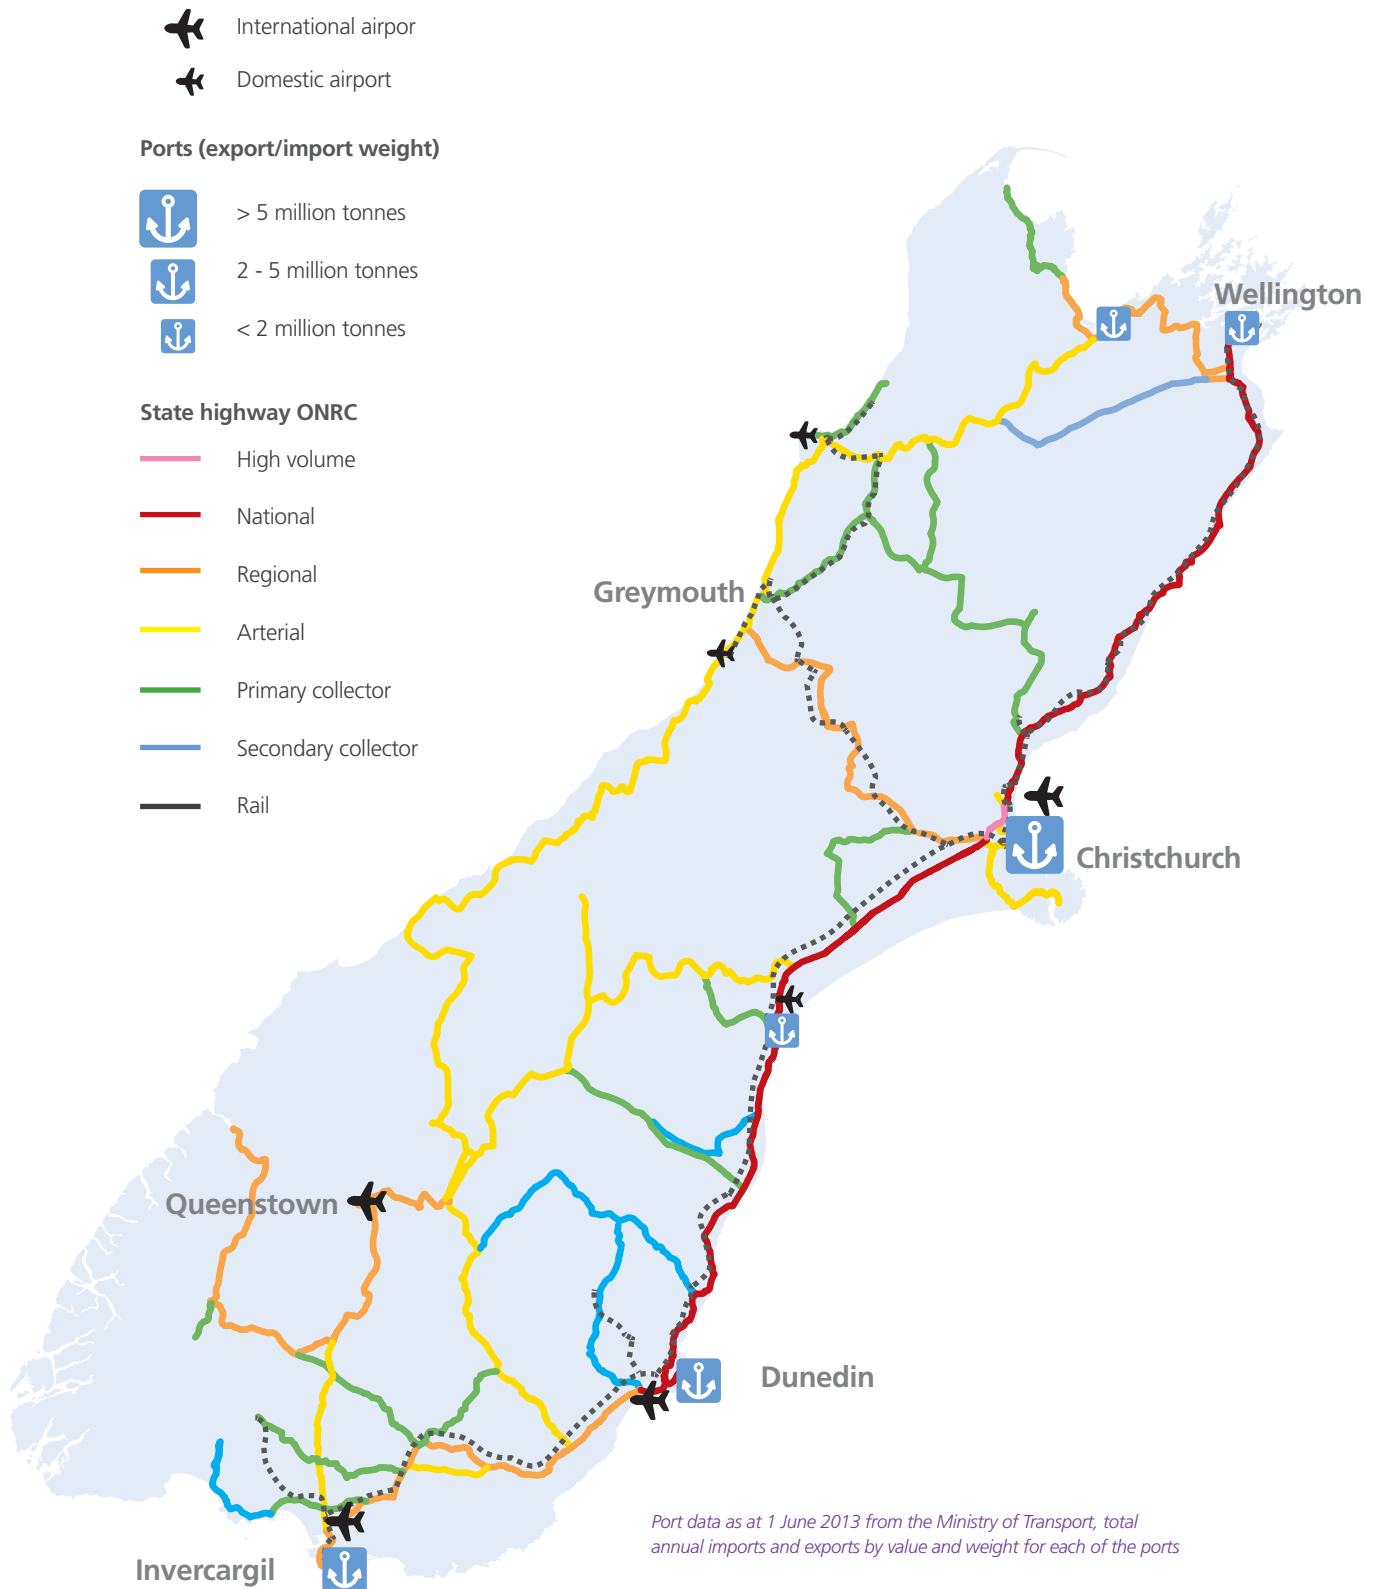 International airpor
Domestic airport
Ports (export/import weight)
> 5 million tonnes
2 - 5 million tonnes
< 2 million tonnes
State highway ONRC
High volume
National
Regional
Arterial
Primary collector
Secondary collector
Rail
Wellington
Greymouth
Christchurch
Queenstown
Dunedin
Invercargil
Port data as at 1 June 2013 from the Ministry of Transport, total
annual imports and exports by value and weight for each of the ports